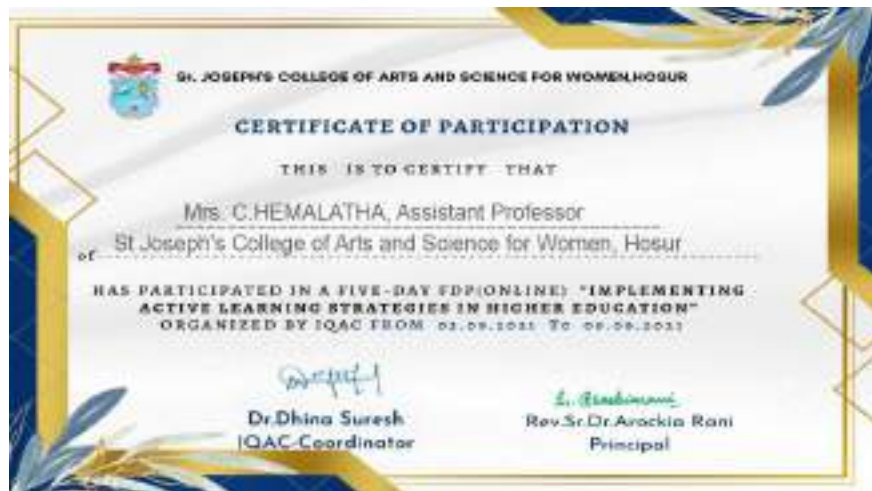 St. JOSEPH'S COLLEGE OF ARTS AND SCIENCE FOR WOMEN,HOSUR
CERTIFICATE OF PARTICIPATION
THIS IS TO CERTIFY THAT
Mrs. C.HEMALATHA, Assistant Professor
of St Joseph's College of Arts and Science for Women, Hosur
HAS PARTICIPATED IN A FIVE-DAY FDP(ONLINE) "IMPLEMENTING
ACTIVE LEARNING STRATEGIES IN HIGHER EDUCATION"
ORGANIZED BY IQAC FROM To
Dr.Dhina Suresh
IQAC-Coordinator
Rev.Sr.Dr.Arockia Rani
Principal